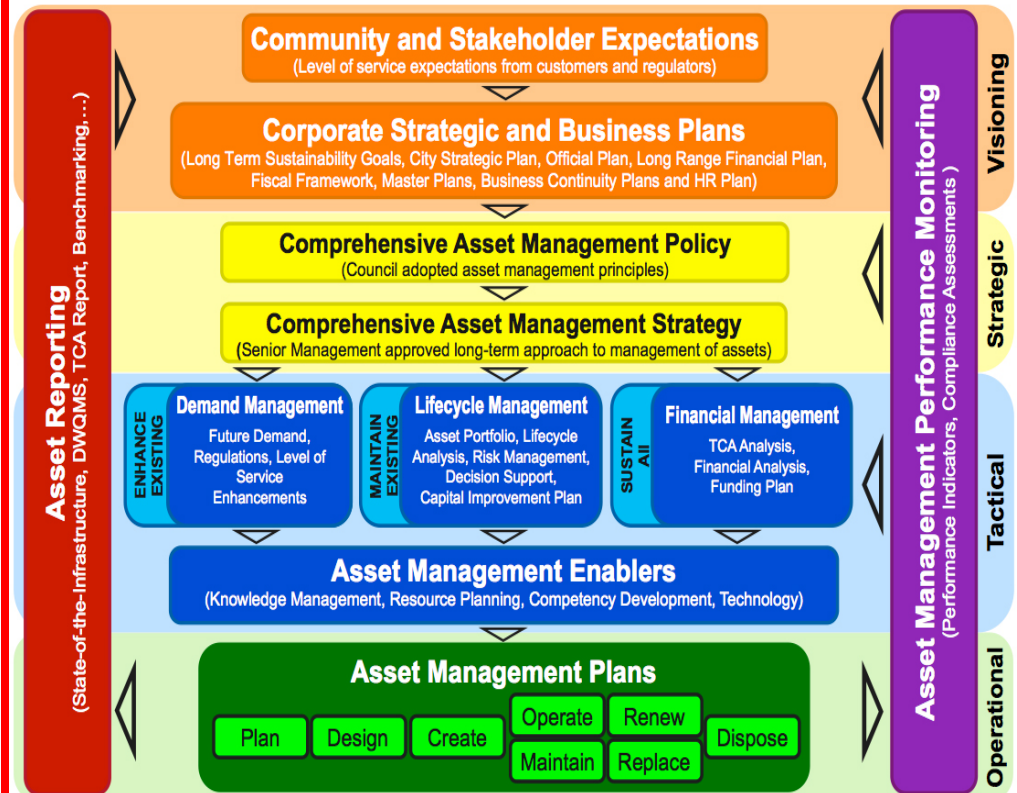 Asset Reporting
(State-of-the-Infrastructure, DWQMS, TCA Report, Benchmarking,...)
Community and Stakeholder Expectations
(Level of service expectations from customers and regulators)
Corporate Strategic and Business Plans
(Long Term Sustainability Goals, City Strategic Plan, Official Plan, Long Range Financial Plan,
Fiscal Framework, Master Plans, Business Continuity Plans and HR Plan)
Comprehensive Asset Management Policy
(Council adopted asset management principles)
Comprehensive Asset Management Strategy
(Senior Management approved long-term approach to management of assets)
ENHANCE
EXISTING
Demand Management
Future Demand,
Regulations, Level of
Service
Enhancements
MAINTAIN
EXISTING
Lifecycle Management
Asset Portfolio, Lifecycle
Analysis, Risk Management,
Decision Support,
Capital Improvement Plan
SUSTAIN
All
Financial Management
TCA Analysis,
Financial Analysis,
Funding Plan
Asset Management Enablers
(Knowledge Management, Resource Planning, Competency Development, Technology)
Asset Management Plans
Plan
Design
Create
Operate
Maintain
Renew
Replace
Dispose
Asset Management Performance Monitoring
(Performance Indicators, Compliance Assessments )
Visioning
Strategic
Tactical
Operational